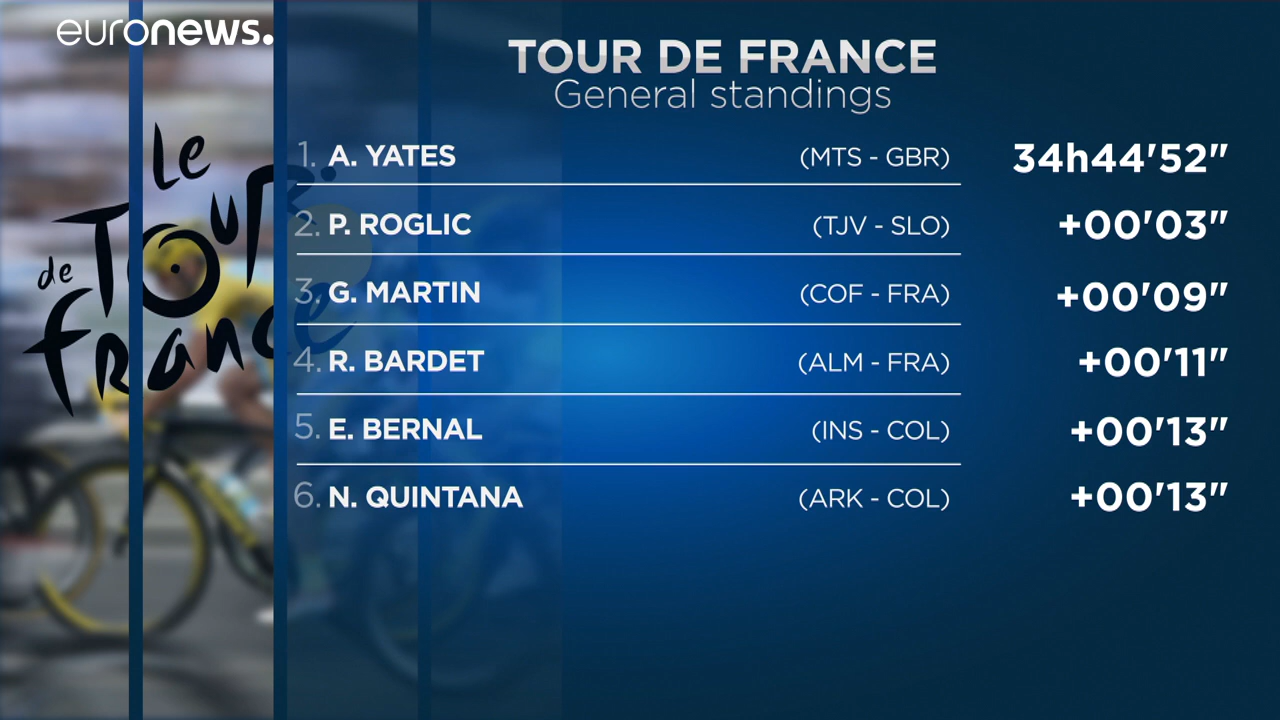 euronews.
TOUR DE FRANCE
General standings
Le
TOUR.
de
france
1. A. YATES (MTS - GBR) 34h44'52"
2. P. ROGLIC (TJV - SLO) +00'03"
3. G. MARTIN (COF - FRA) +00'09"
4. R. BARDET (ALM - FRA) +00'11"
5. E. BERNAL (INS - COL) +00'13"
6. N. QUINTANA (ARK - COL) +00'13"